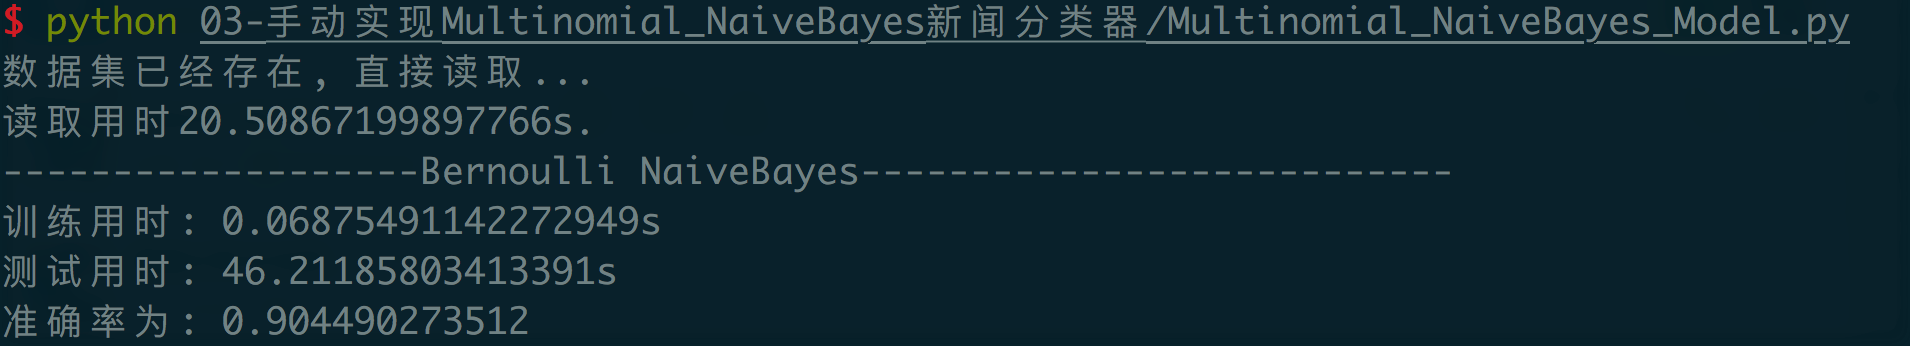 $ python 03-手动实现Multinomial_NaiveBayes新闻分类器/Multinomial_NaiveBayes_Model.py
数据集已经存在，直接读取...
读取用时20.50867199897766s.
-------------------Bernoulli NaiveBayes---------------------------
训练用时: 0.06875491142272949s
测试用时: 46.21185803413391s
准确率为: 0.904490273512